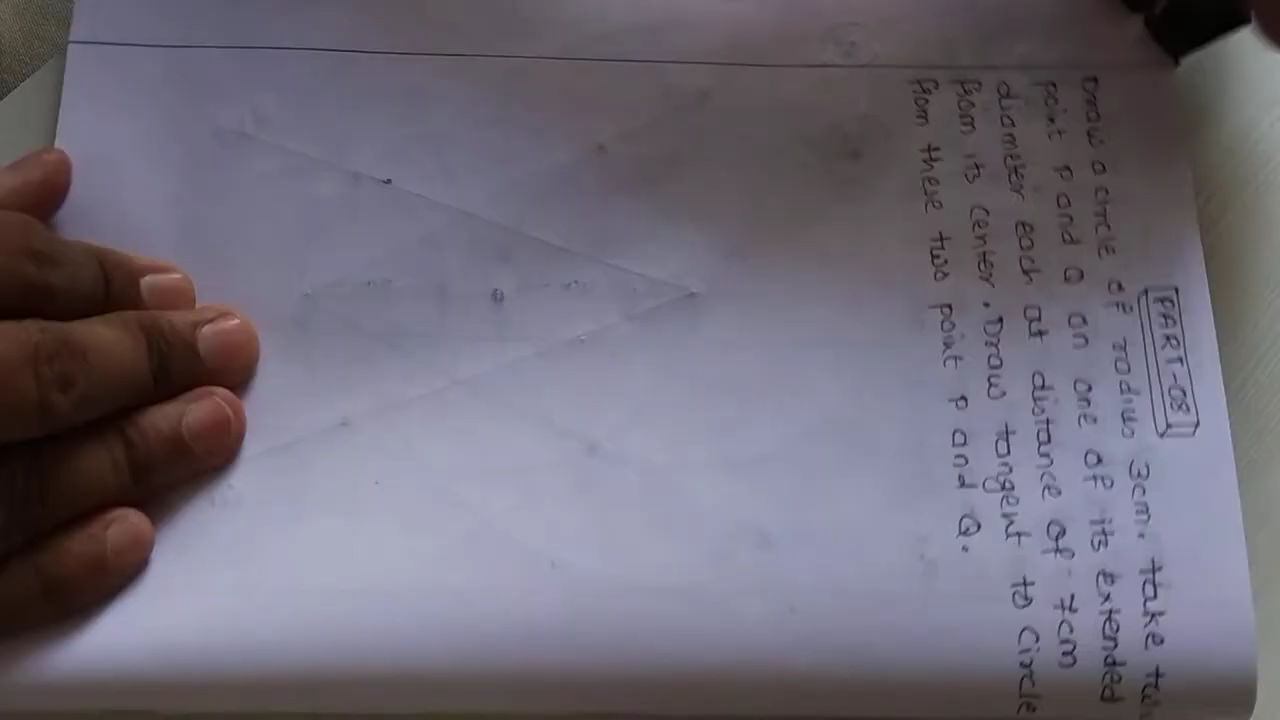 PART-08
Draw a circle of radius 3cm. take two
point P and Q on one of its extended
diameter each at distance of 7cm
from its center. Draw tangent to circle
from these two point P and Q.